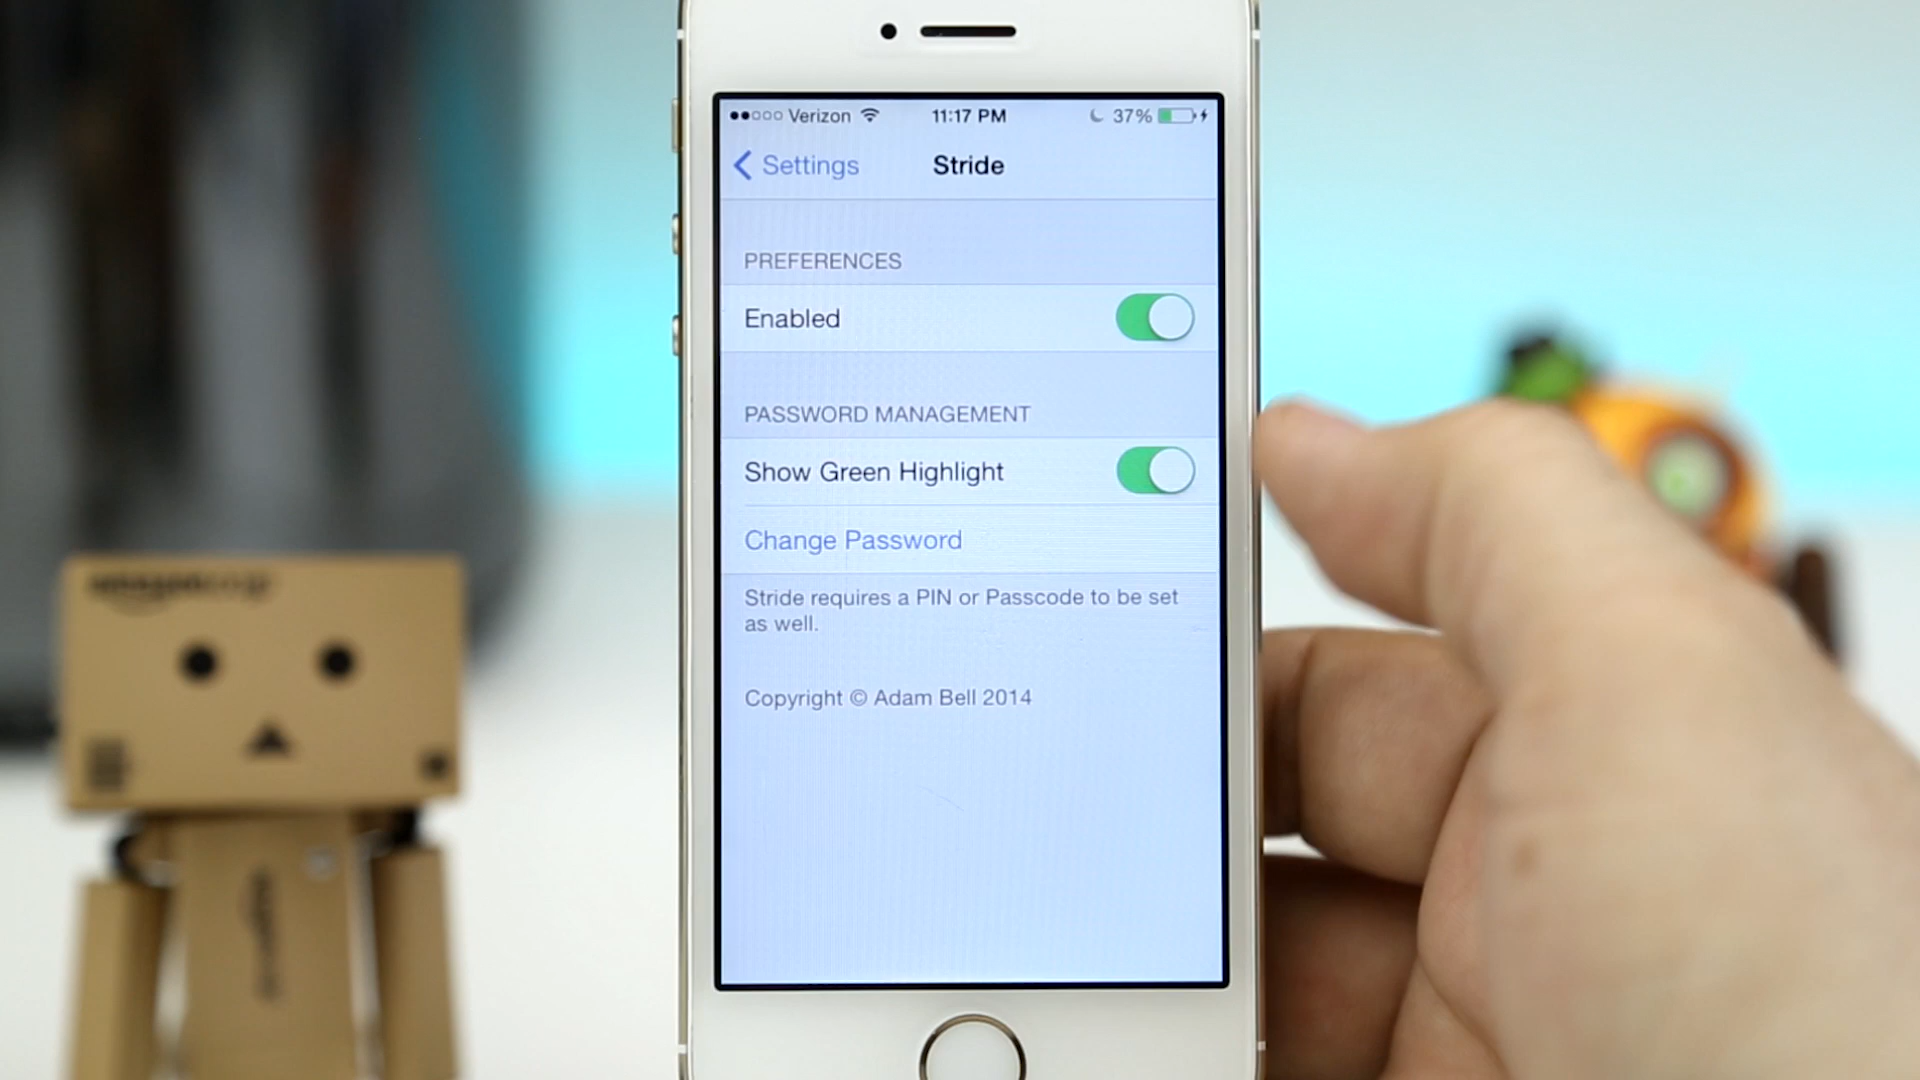 Verizon 11:17 PM 37%
Settings Stride
PREFERENCES
Enabled
PASSWORD MANAGEMENT
Show Green Highlight
Change Password
Stride requires a PIN or Passcode to be set
as well.
Copyright © Adam Bell 2014